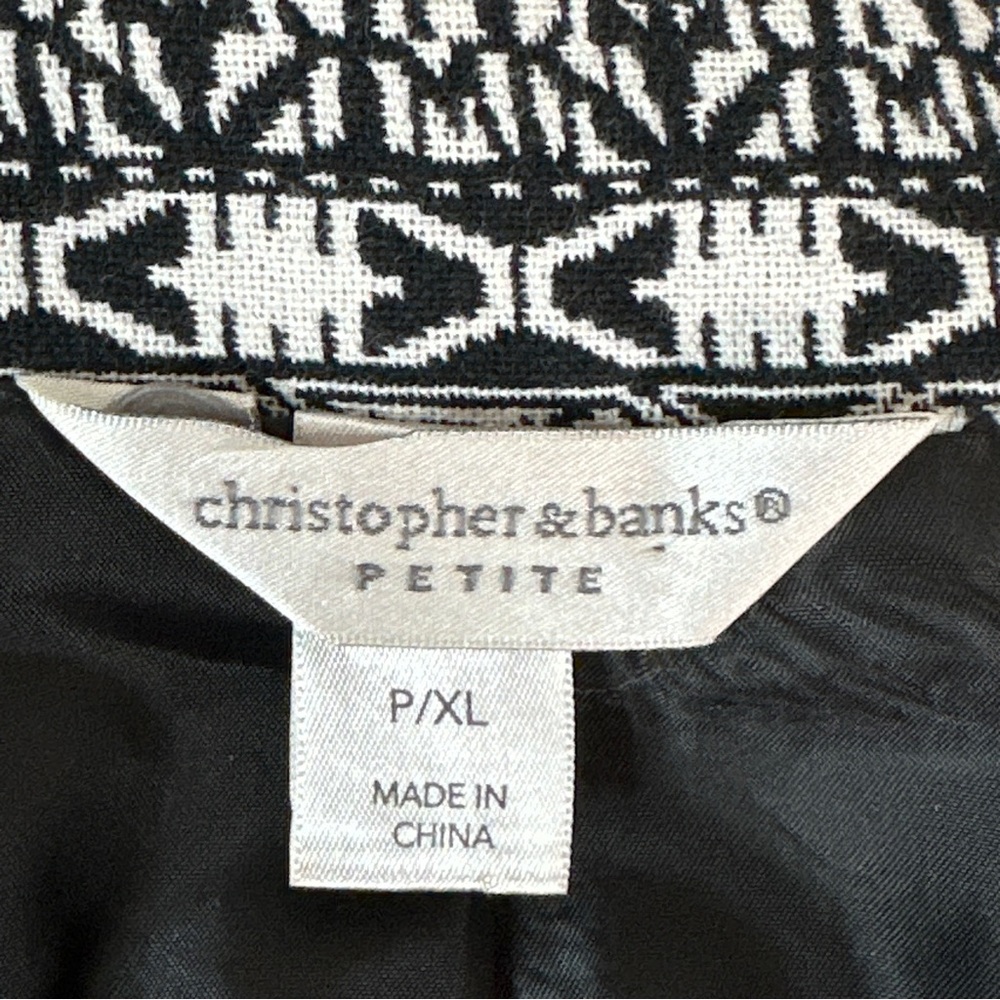 christopher & banks®
PETITE
P/XL
MADE IN
CHINA